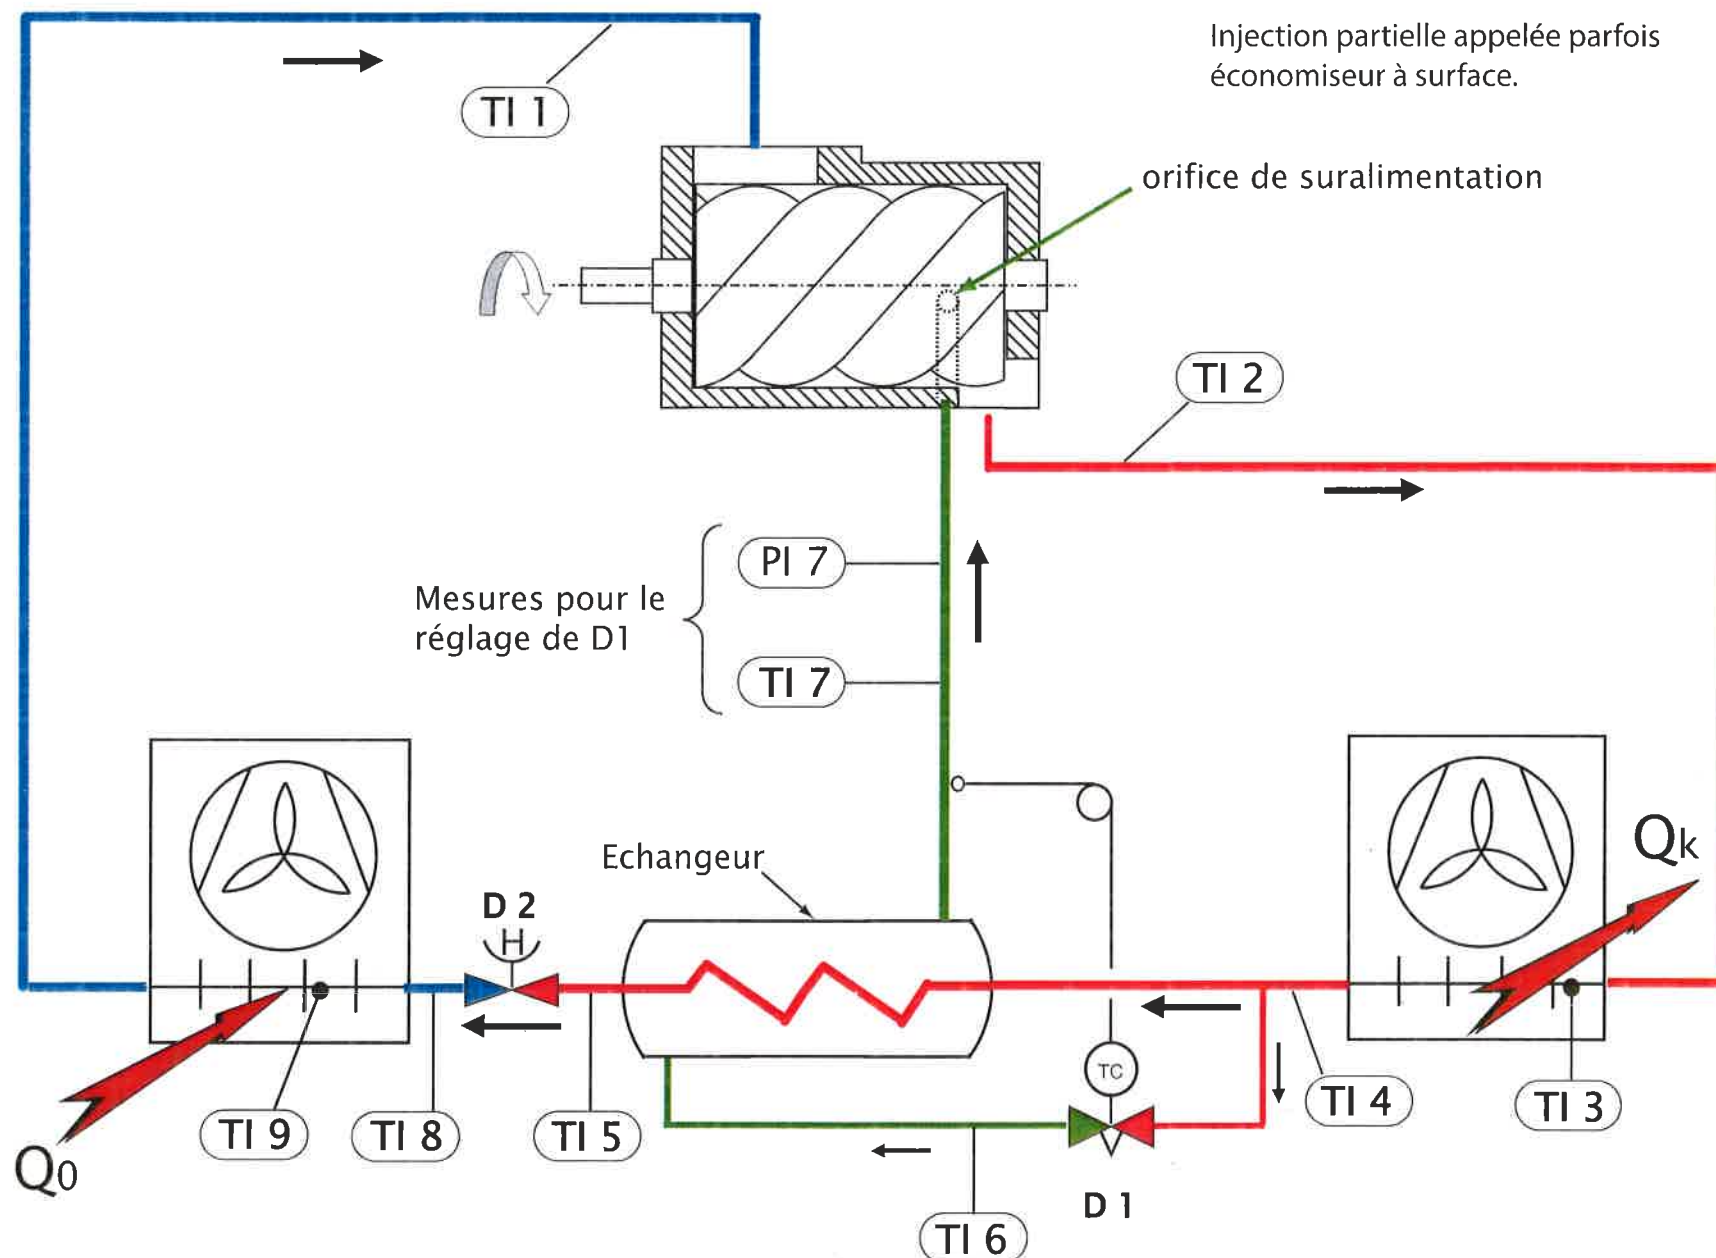 Injection partielle appelée parfois
économiseur à surface.
TI 1
orifice de suralimentation
TI 2
PI 7
Mesures pour le
réglage de D1
TI 7
Qk
Echangeur
D 2
H
TC
TI 4
TI 3
TI 9
TI 8
TI 5
Q0
D 1
TI 6